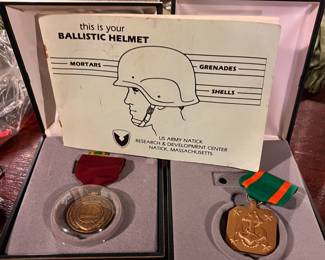 this is your
BALLISTIC HELMET
MORTARS
GRENADES
SHELLS
US ARMY NATICK
RESEARCH & DEVELOPMENT CENTER
NATICK, MASSACHUSETTS